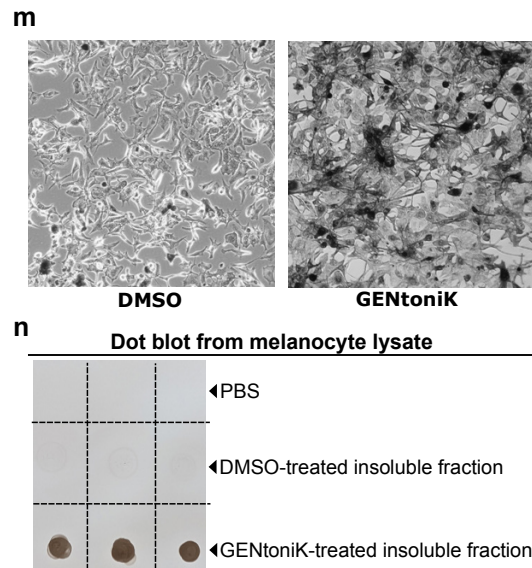 m
DMSO
GENtoniK
n
Dot blot from melanocyte lysate
PBS
DMSO-treated insoluble fraction
GENtoniK-treated insoluble fraction